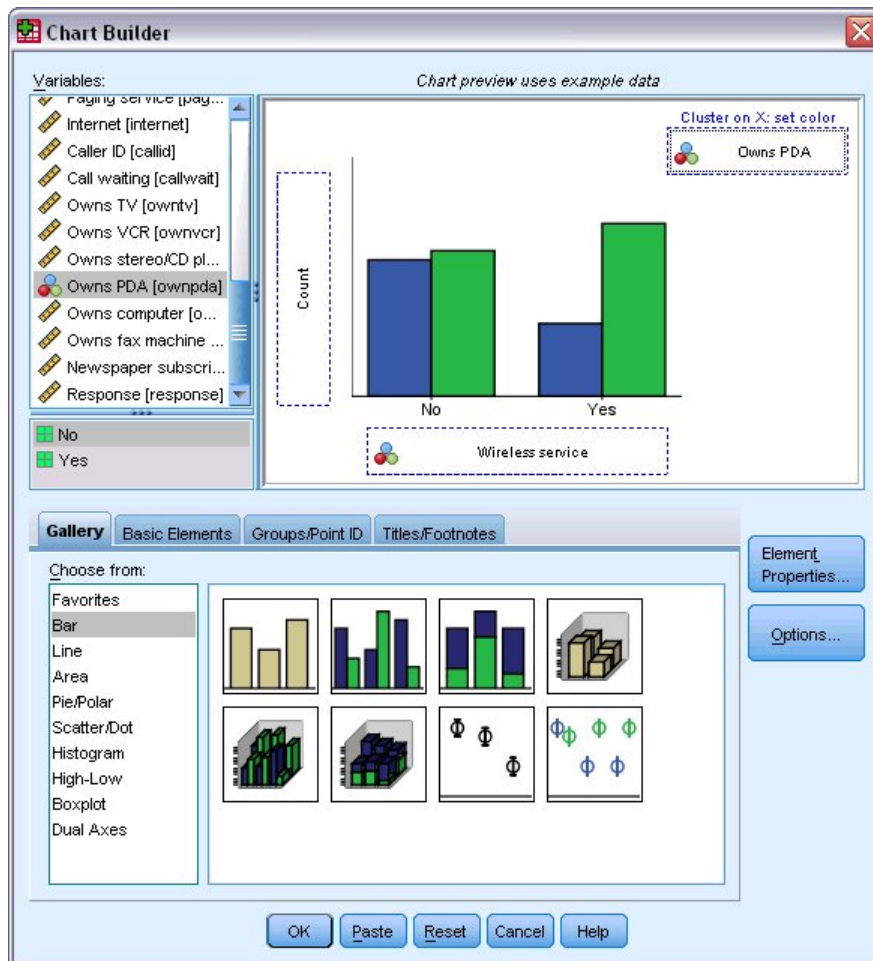 Chart Builder
Variables:
Chart preview uses example data
Paging service [pag...
Internet [internet]
Caller ID [callid]
Call waiting [callwait]
Owns TV [owntv]
Owns VCR [ownvcr]
Owns stereo/CD pl...
Owns PDA [ownpda]
Owns computer [o...
Owns fax machine ...
Newspaper subscri...
Response [response]
No
Yes
Cluster on X: set color
Owns PDA
Count
No Yes
Wireless service
Gallery Basic Elements Groups/Point ID Titles/Footnotes
Choose from:
Favorites
Bar
Line
Area
Pie/Polar
Scatter/Dot
Histogram
High-Low
Boxplot
Dual Axes
Element
Properties...
Options...
OK Paste Reset Cancel Help